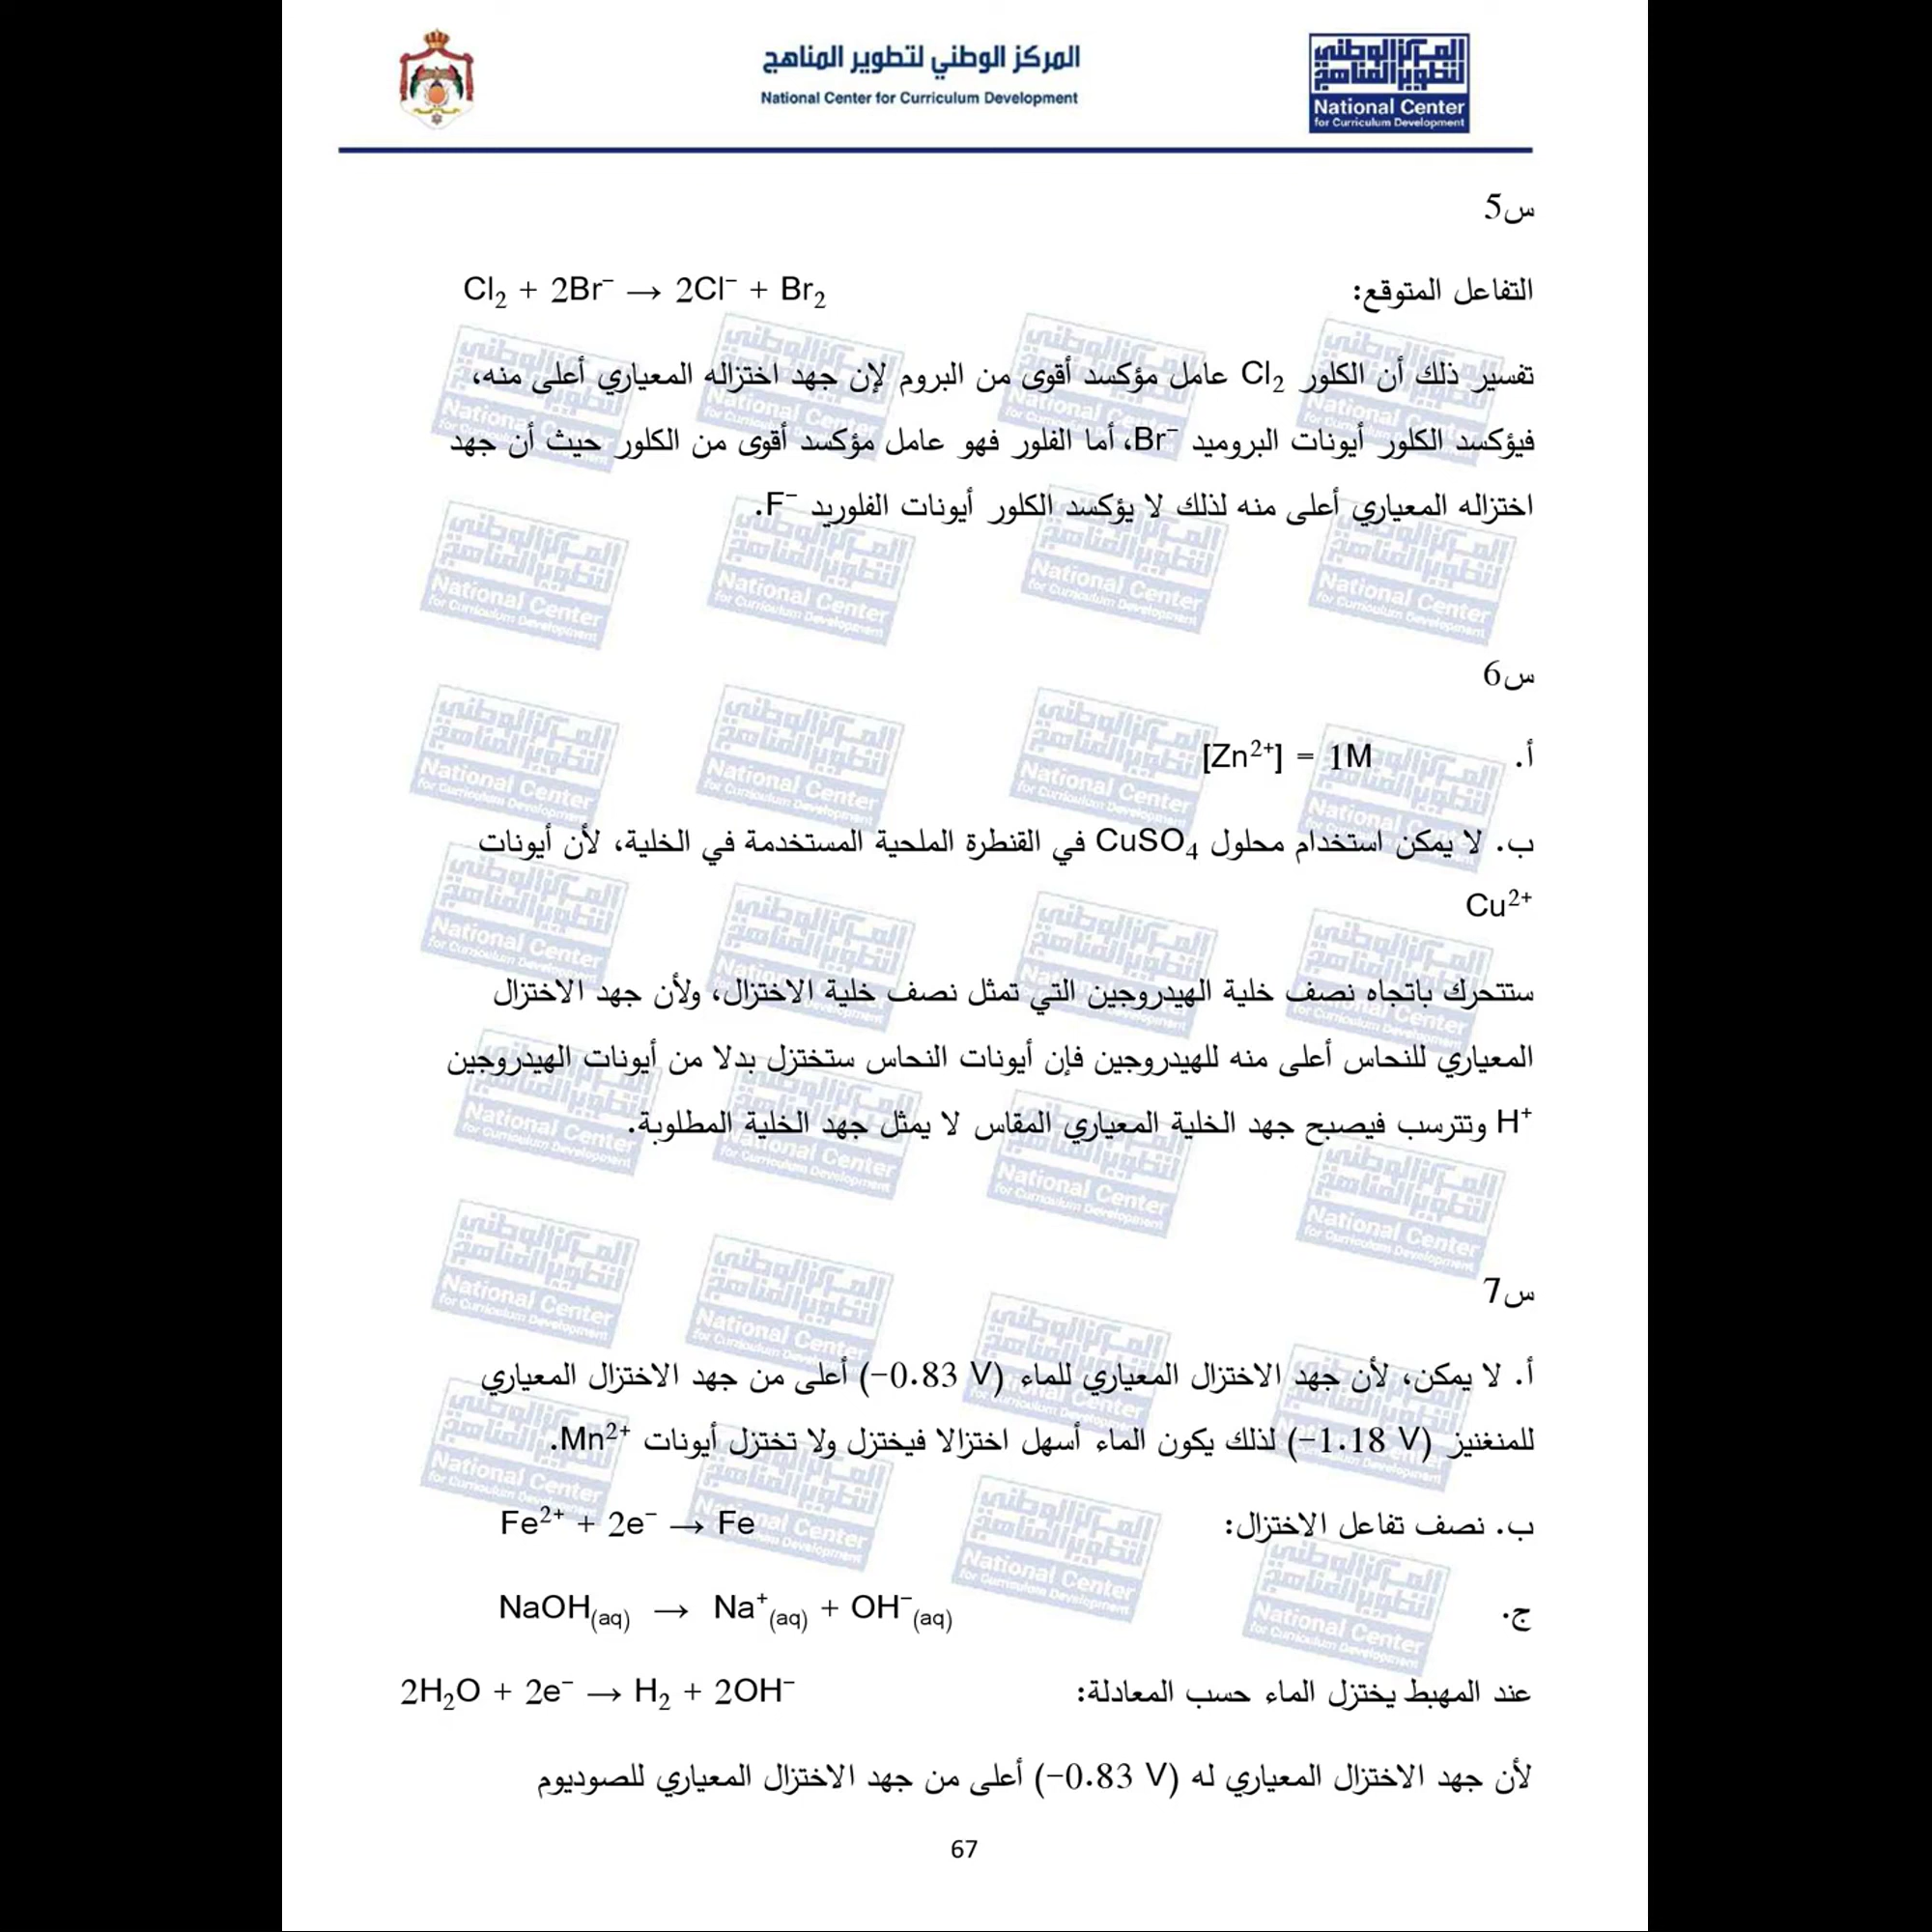 المركز الوطني لتطوير المناهج
National Center for Curriculum Development
المركز الوطني لتطوير المناهج
National Center
for Curriculum Development
س5
التفاعل المتوقع: Cl₂ + 2Br⁻ → 2Cl⁻ + Br₂
تفسير ذلك أن الكلور Cl₂ عامل مؤكسد أقوى من البروم لإن جهد اختزاله المعياري أعلى منه،
فيؤكسد الكلور أيونات البروميد Br⁻، أما الفلور فهو عامل مؤكسد أقوى من الكلور حيث أن جهد
اختزاله المعياري أعلى منه لذلك لا يؤكسد الكلور أيونات الفلوريد F⁻.
س6
أ. [Zn²⁺] = 1M
ب. لا يمكن استخدام محلول CuSO₄ في القنطرة الملحية المستخدمة في الخلية، لأن أيونات
Cu²⁺
ستتحرك باتجاه نصف خلية الهيدروجين التي تمثل نصف خلية الاختزال، ولأن جهد الاختزال
المعياري للنحاس أعلى منه للهيدروجين فإن أيونات النحاس ستختزل بدلا من أيونات الهيدروجين
H⁺ وتترسب فيصبح جهد الخلية المعياري المقاس لا يمثل جهد الخلية المطلوبة.
س7
أ. لا يمكن، لأن جهد الاختزال المعياري للماء (−0.83 V) أعلى من جهد الاختزال المعياري
للمنغنيز (−1.18 V) لذلك يكون الماء أسهل اختزالا فيختزل ولا تختزل أيونات Mn²⁺.
ب. نصف تفاعل الاختزال: Fe²⁺ + 2e⁻ → Fe
ج. NaOH(aq) → Na⁺(aq) + OH⁻(aq)
عند المهبط يختزل الماء حسب المعادلة: 2H₂O + 2e⁻ → H₂ + 2OH⁻
لأن جهد الاختزال المعياري له (−0.83 V) أعلى من جهد الاختزال المعياري للصوديوم
67